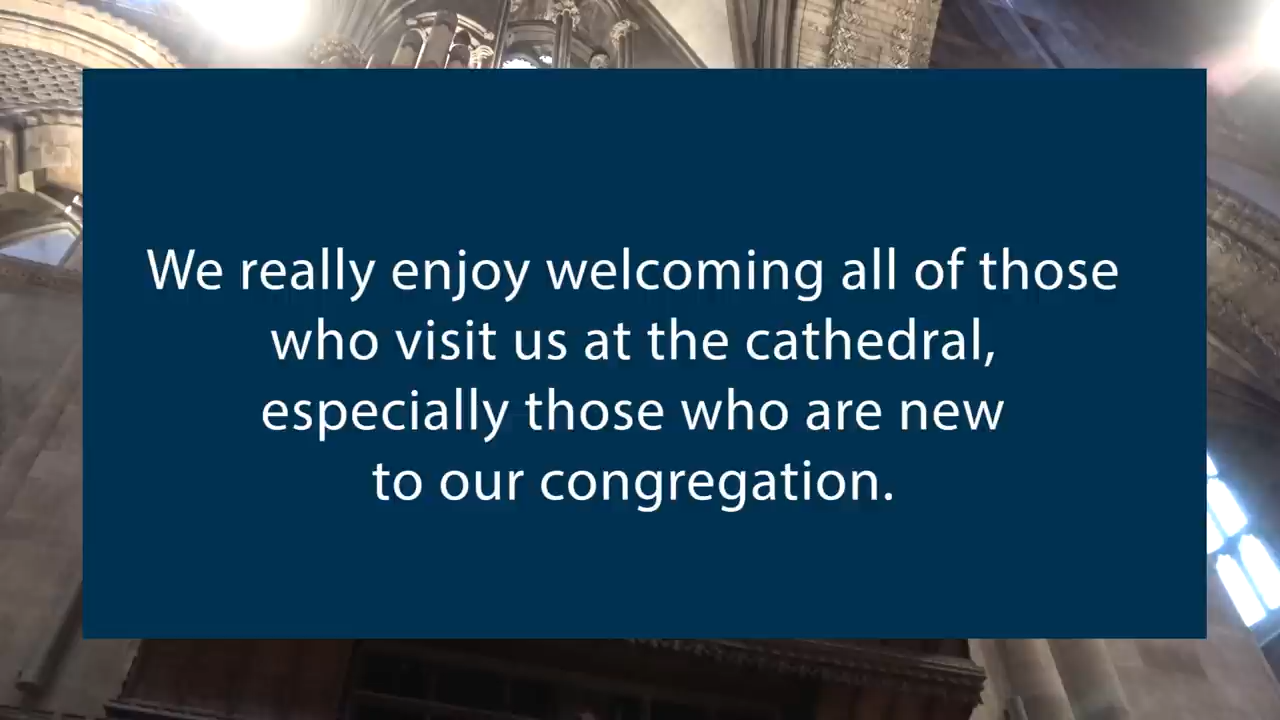 We really enjoy welcoming all of those
who visit us at the cathedral,
especially those who are new
to our congregation.